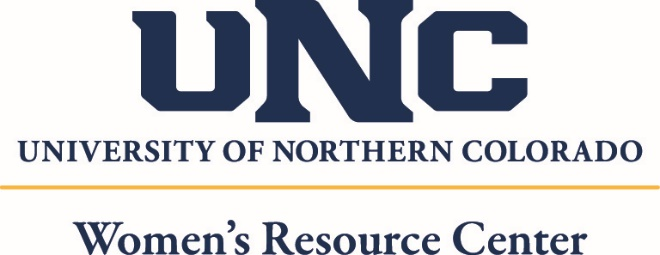 UNC
UNIVERSITY OF NORTHERN COLORADO
Women's Resource Center